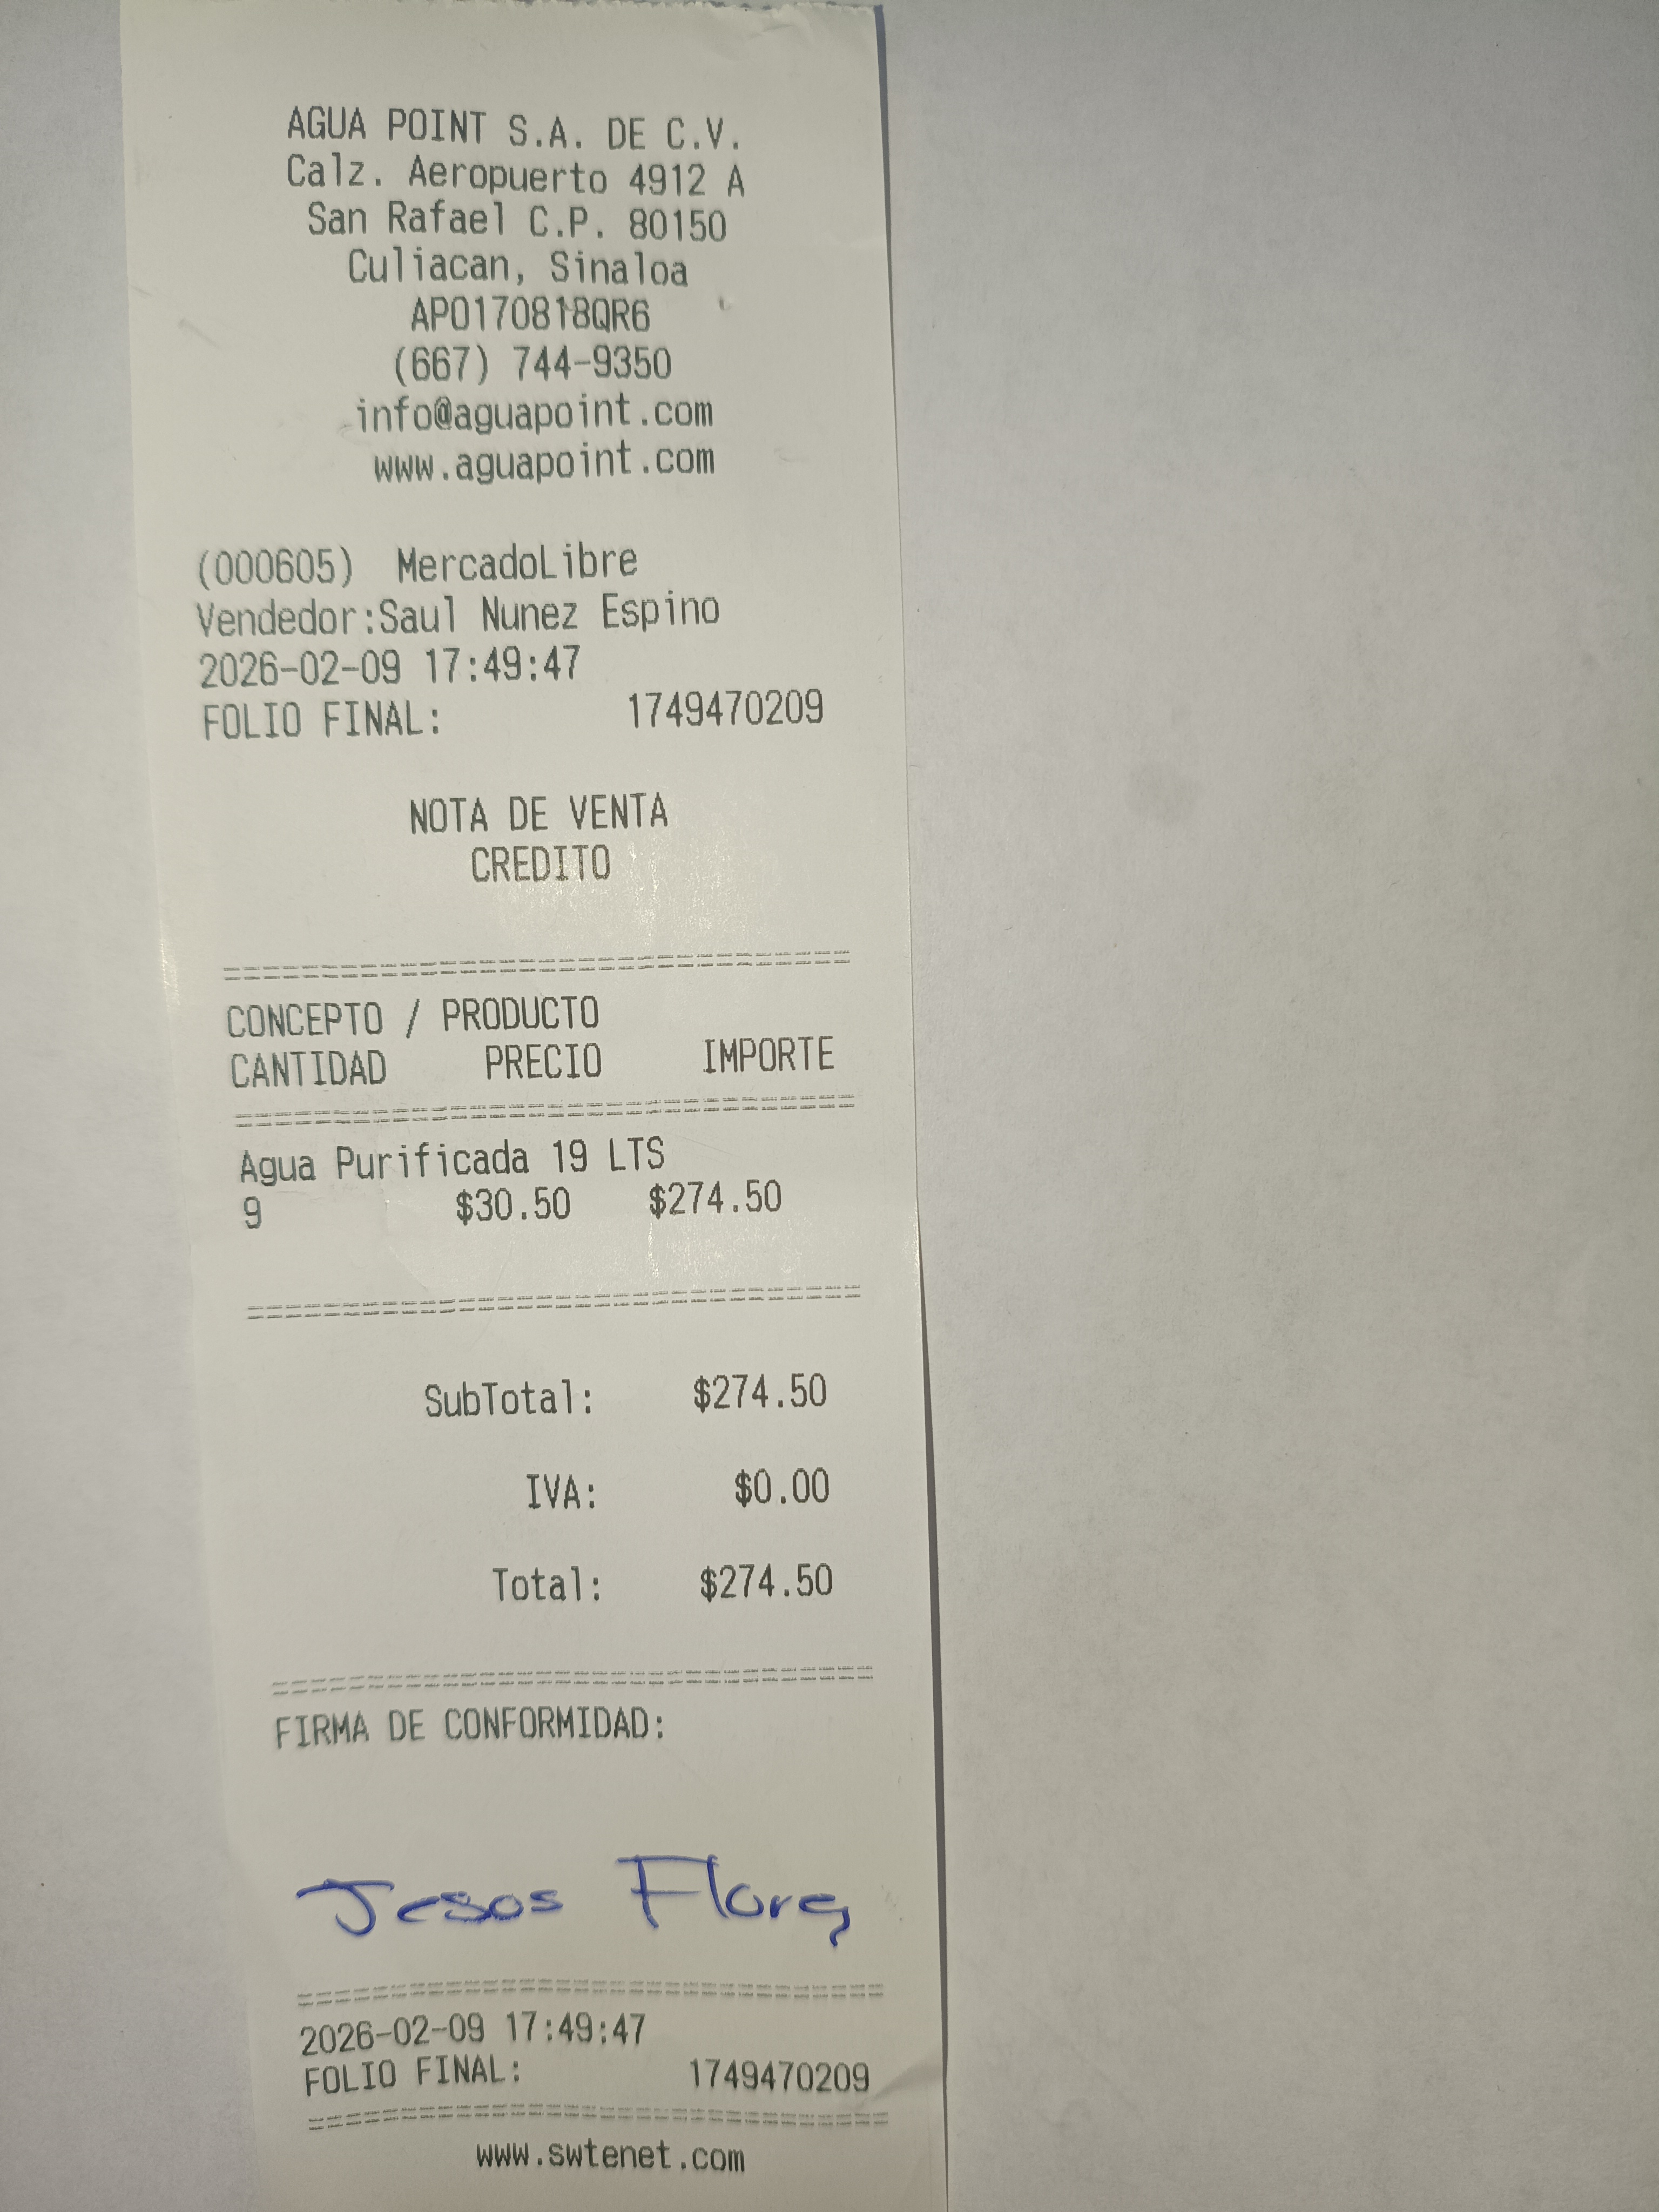 AGUA POINT S.A. DE C.V.
Calz. Aeropuerto 4912 A
San Rafael C.P. 80150
Culiacan, Sinaloa
APO170818QR6
(667) 744-9350
info@aguapoint.com
www.aguapoint.com
(000605) MercadoLibre
Vendedor:Saul Nunez Espino
2026-02-09 17:49:47
FOLIO FINAL: 1749470209
NOTA DE VENTA
CREDITO
CONCEPTO / PRODUCTO
CANTIDAD PRECIO IMPORTE
Agua Purificada 19 LTS
9 $30.50 $274.50
SubTotal: $274.50
IVA: $0.00
Total: $274.50
FIRMA DE CONFORMIDAD:
Jesos Flores
2026-02-09 17:49:47
FOLIO FINAL: 1749470209
www.swtenet.com